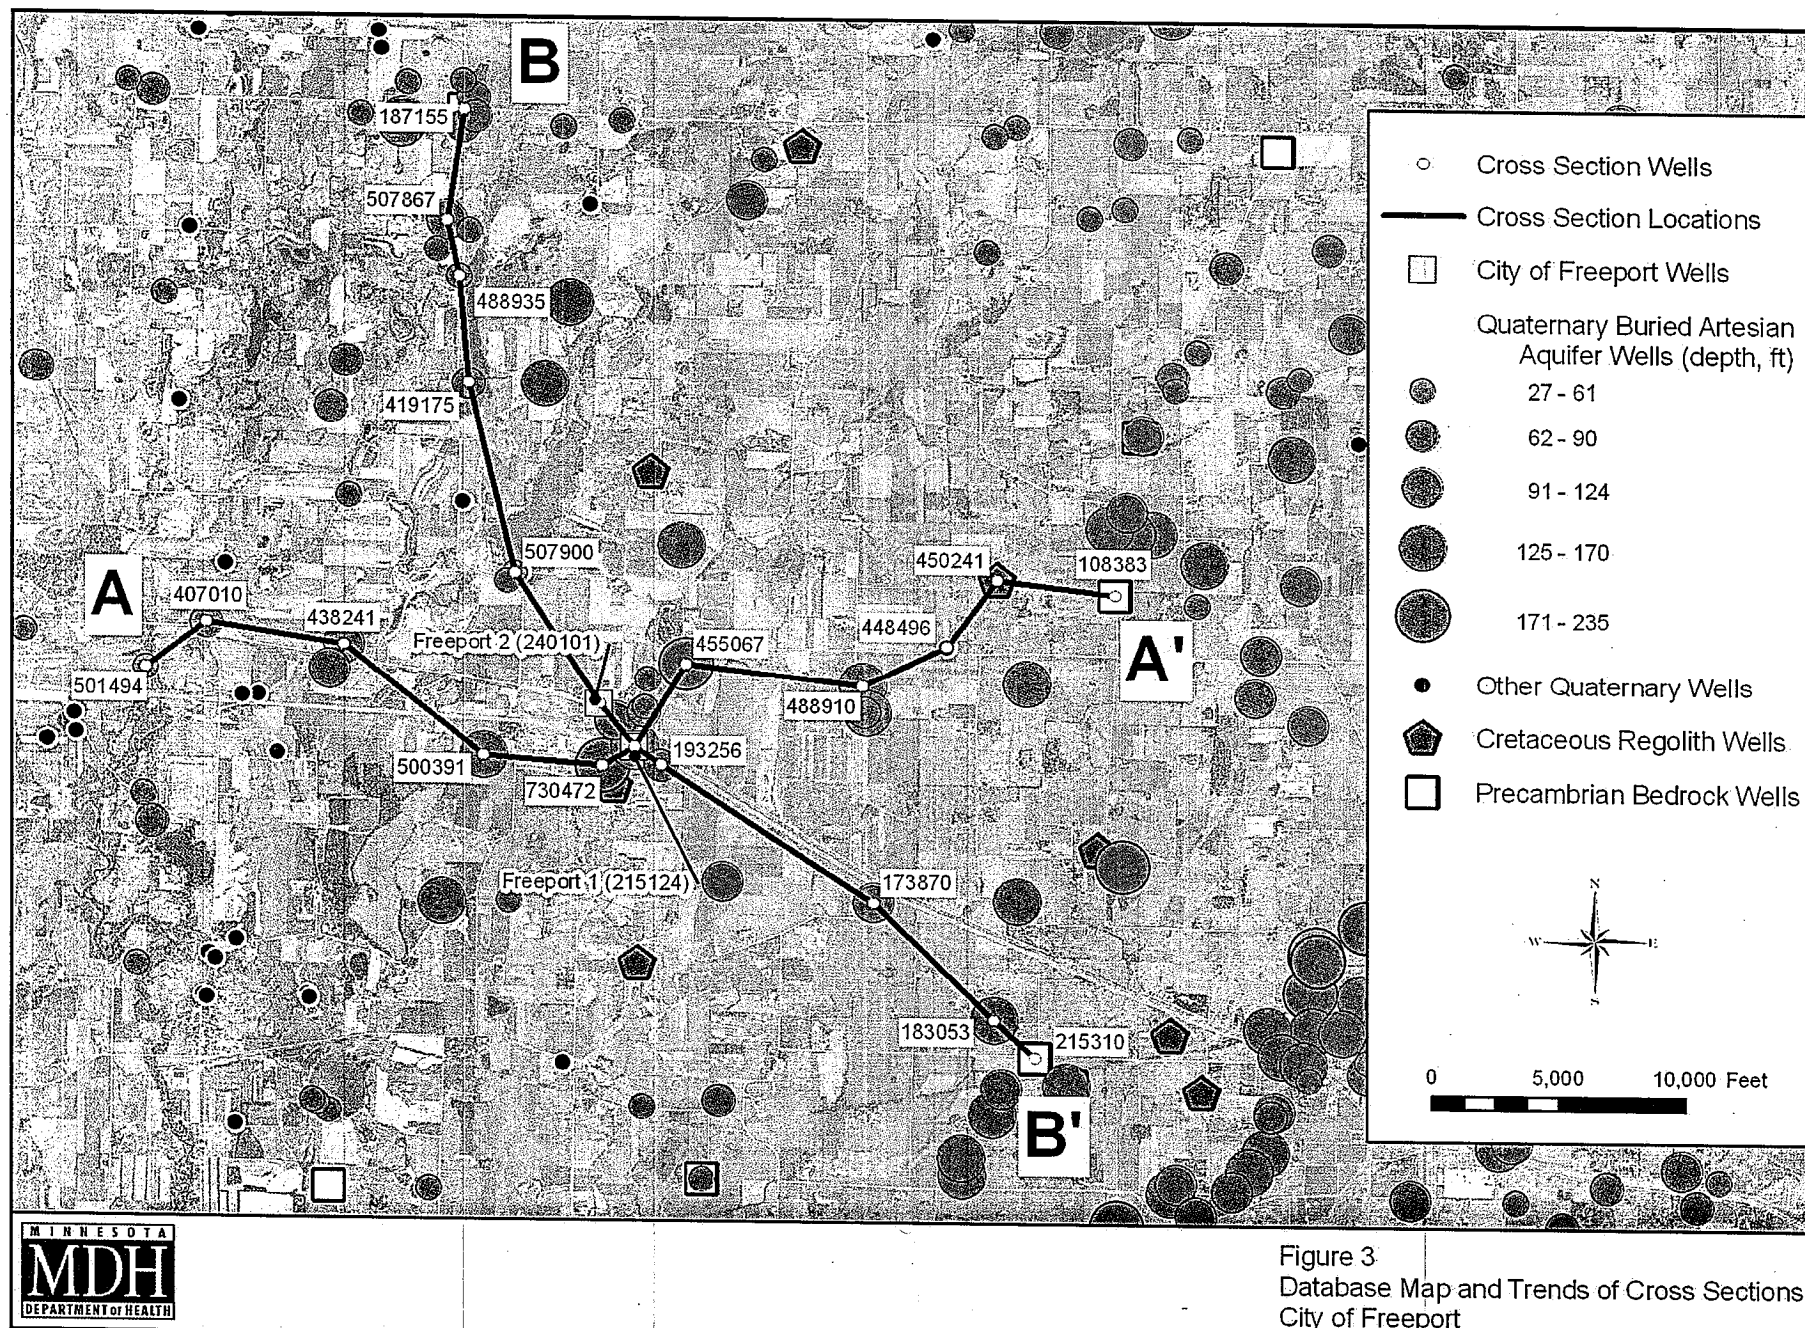 B
187155
507867
488935
419175
507900
A
407010
438241
501494
Freeport 2 (240101)
455067
450241
108383
448496
A'
488910
500391
730472
193256
Freeport 1 (215124)
173870
183053
215310
B'
Cross Section Wells
Cross Section Locations
City of Freeport Wells
Quaternary Buried Artesian
Aquifer Wells (depth, ft)
27 - 61
62 - 90
91 - 124
125 - 170
171 - 235
Other Quaternary Wells
Cretaceous Regolith Wells
Precambrian Bedrock Wells
N
W E
S
0 5,000 10,000 Feet
MINNESOTA
MDH
DEPARTMENT of HEALTH
Figure 3
Database Map and Trends of Cross Sections
City of Freeport